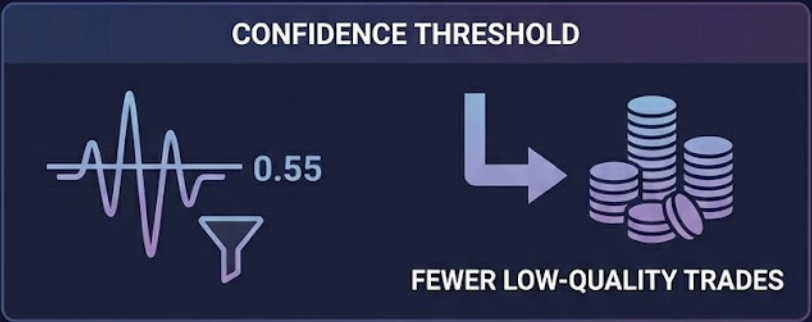 CONFIDENCE THRESHOLD
0.55
FEWER LOW-QUALITY TRADES